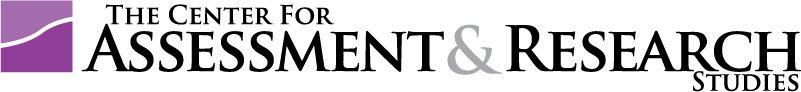 The Center For
Assessment & Research
Studies